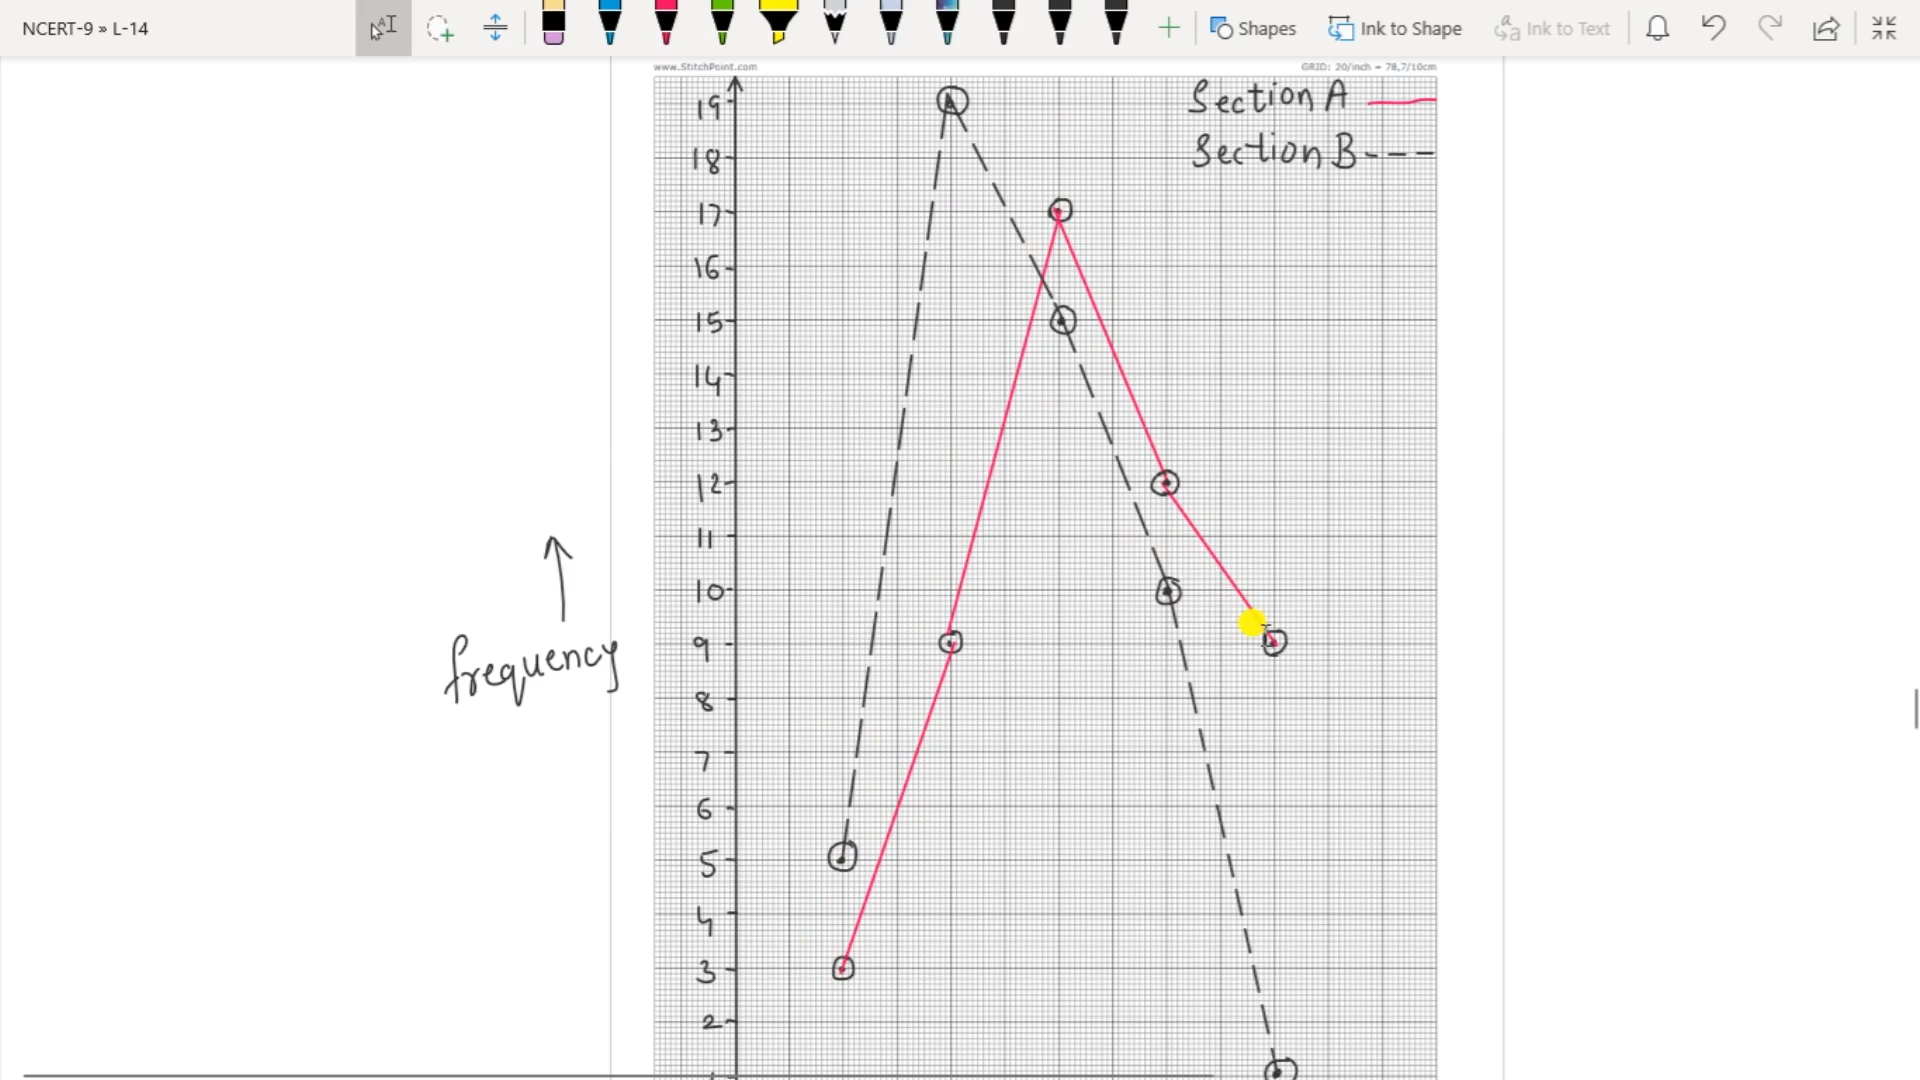 NCERT-9 » L-14
Shapes
Ink to Shape
Ink to Text
www.StitchPoint.com
GRID: 20/inch = 78,7/10cm
Section A
Section B
19
18
17
16
15
14
13
12
11
10
9
8
7
6
5
4
3
2
frequency